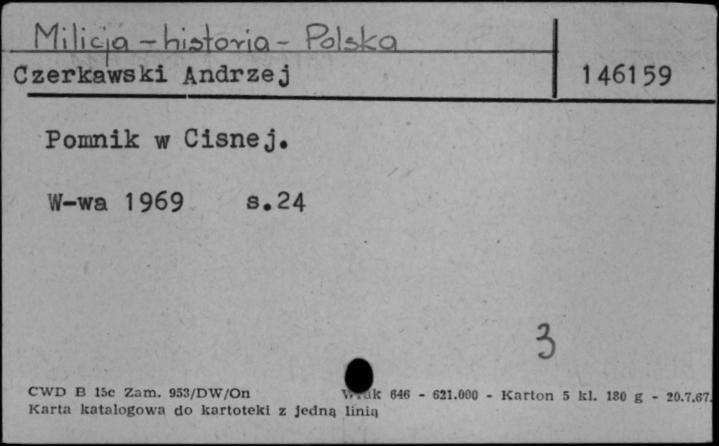 Milicja - historia - Polska
Czerkawski Andrzej 146159
Pomnik w Cisnej.
W-wa 1969 s.24
3
CWD B 15c Zam. 953/DW/On 646 - 621.000 - Karton 5 kl. 180 g - 20.7.67.
Karta katalogowa do kartoteki z jedną linią